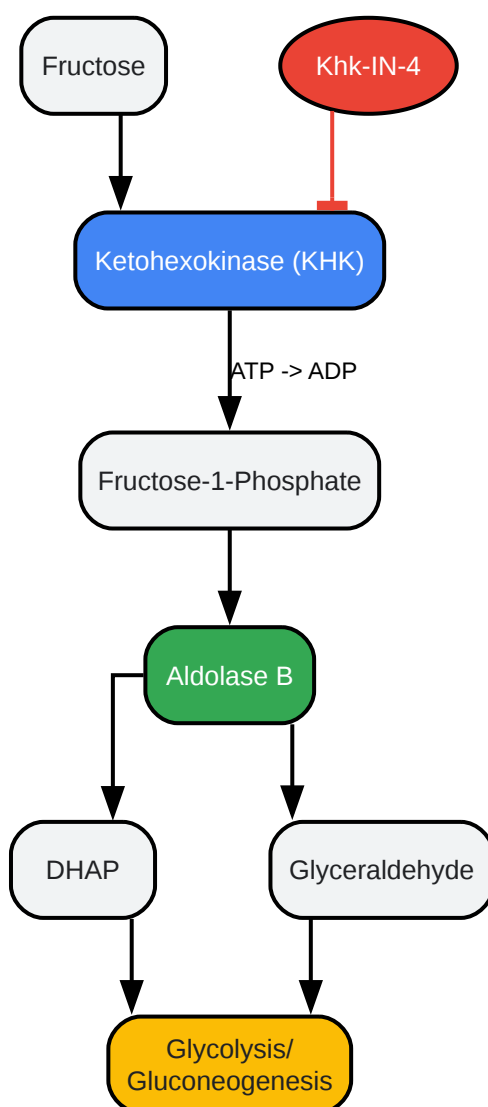 Fructose
Khk-IN-4
Ketohexokinase (KHK)
ATP -> ADP
Fructose-1-Phosphate
Aldolase B
DHAP
Glyceraldehyde
Glycolysis/
Gluconeogenesis